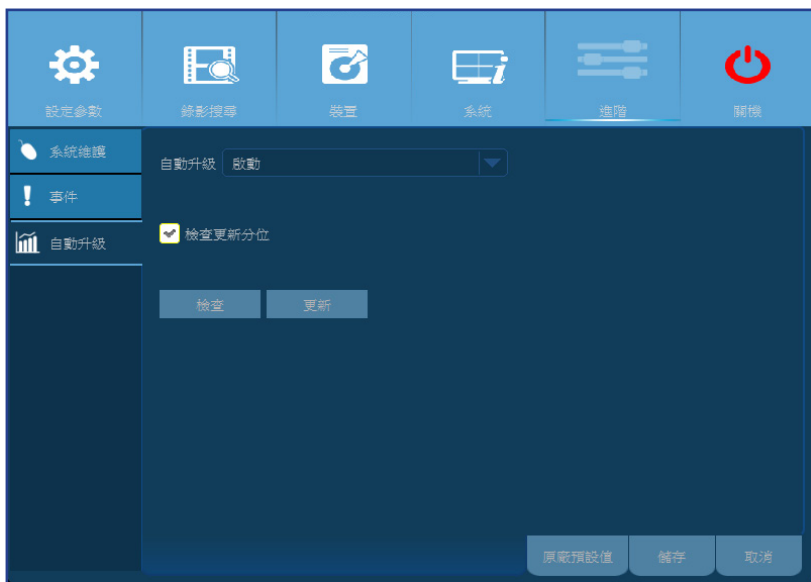 設定參數
錄影搜尋
裝置
系統
進階
關機
系統維護
事件
自動升級
自動升級 啟動
檢查更新分位
檢查 更新
原廠預設值 儲存 取消